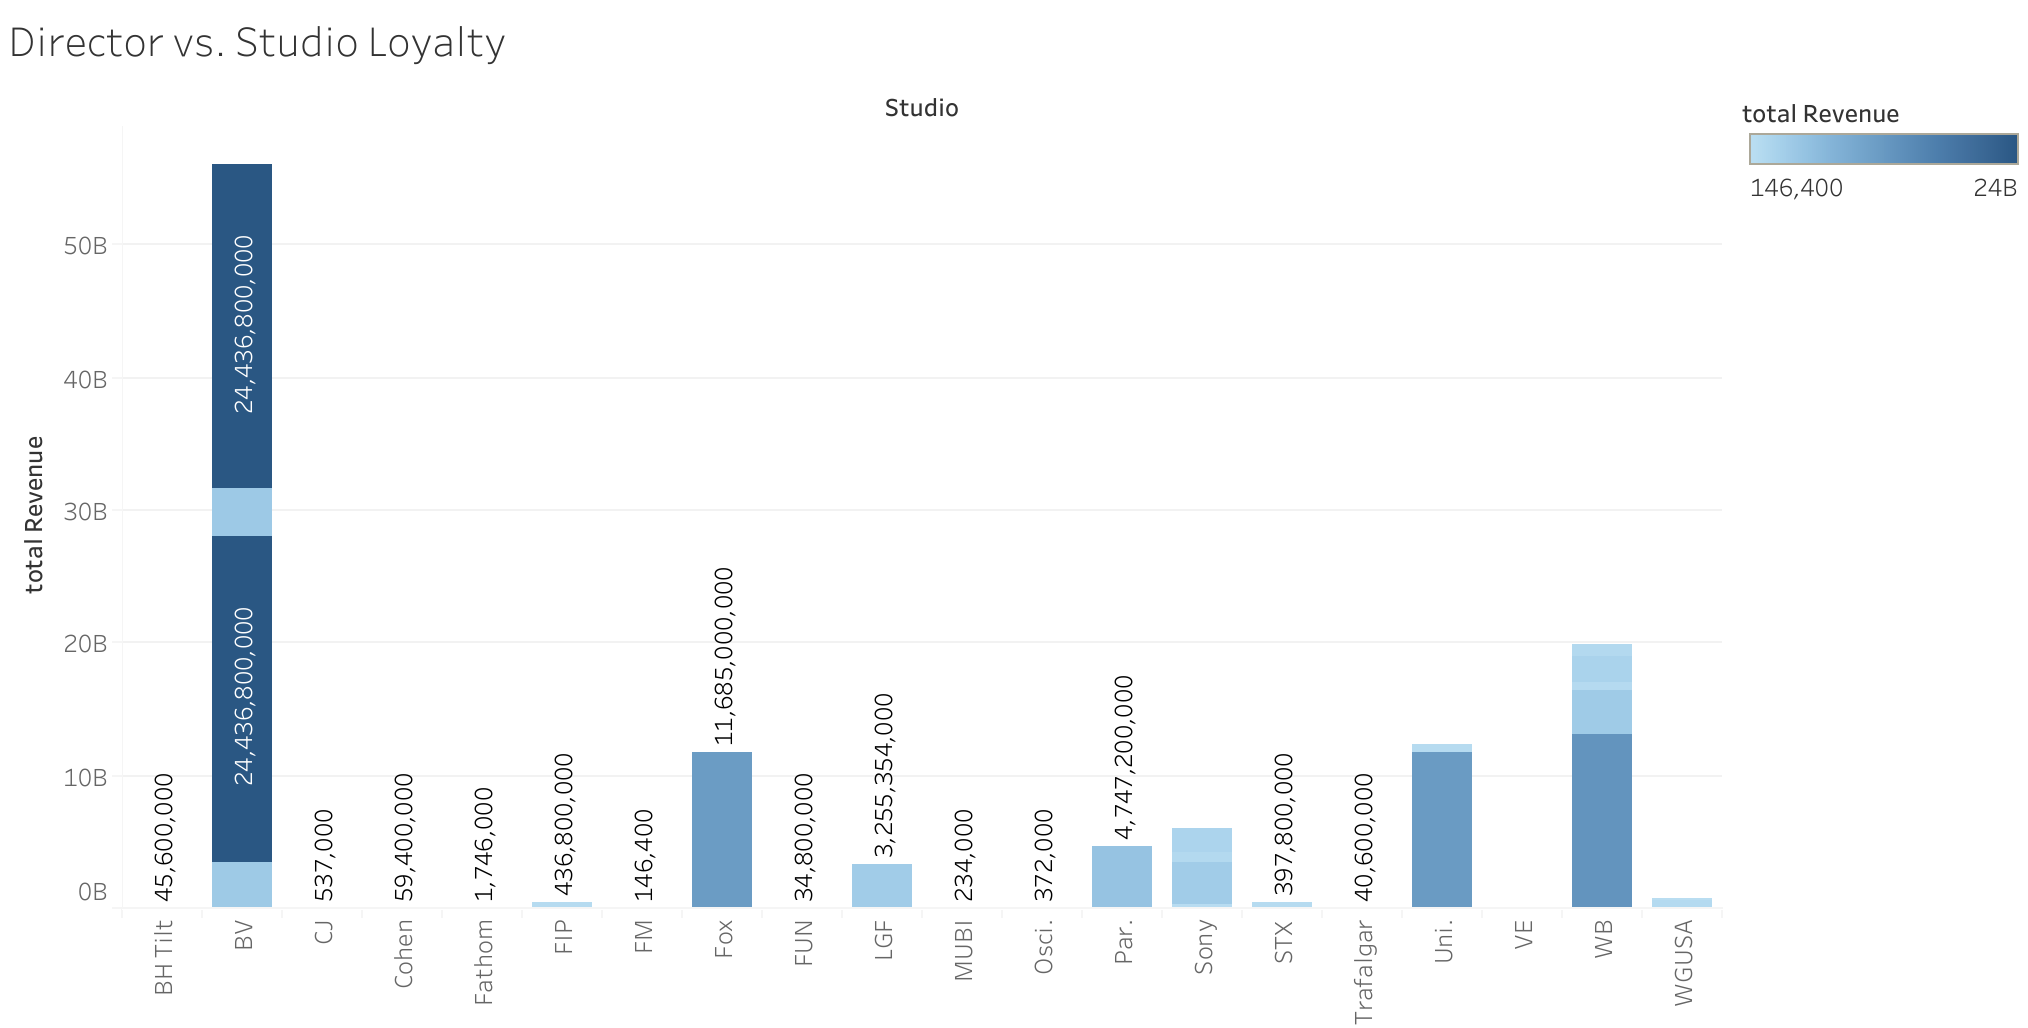 Director vs. Studio Loyalty
Studio
total Revenue
146,400 24B
total Revenue
50B
40B
30B
20B
10B
0B
45,600,000
24,436,800,000
24,436,800,000
537,000
59,400,000
1,746,000
436,800,000
146,400
11,685,000,000
34,800,000
3,255,354,000
234,000
372,000
4,747,200,000
397,800,000
40,600,000
BH Tilt
BV
CJ
Cohen
Fathom
FIP
FM
Fox
FUN
LGF
MUBI
Osci.
Par.
Sony
STX
Trafalgar
Uni.
VE
WB
WGUSA